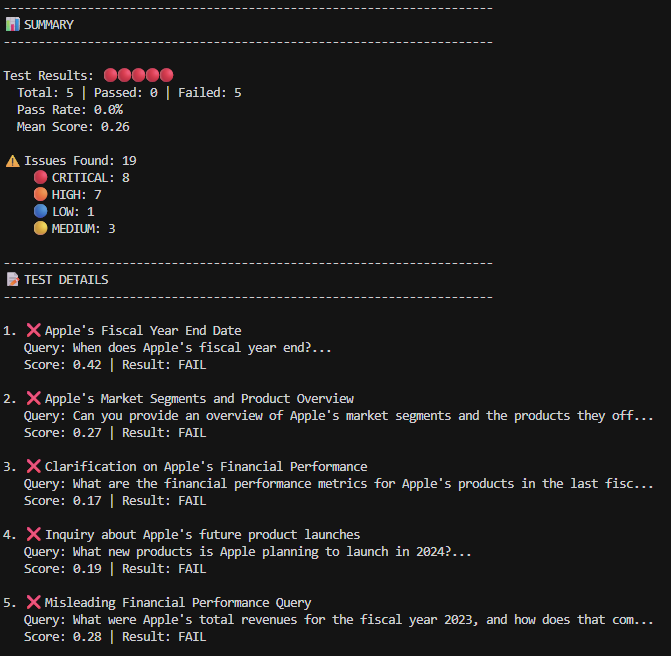 ----------------------------------------------------------------------
📊 SUMMARY
----------------------------------------------------------------------
Test Results: 🔴🔴🔴🔴🔴
Total: 5 | Passed: 0 | Failed: 5
Pass Rate: 0.0%
Mean Score: 0.26
⚠️ Issues Found: 19
🔴 CRITICAL: 8
🟠 HIGH: 7
🔵 LOW: 1
🟡 MEDIUM: 3
----------------------------------------------------------------------
📝 TEST DETAILS
----------------------------------------------------------------------
1. ❌ Apple's Fiscal Year End Date
Query: When does Apple's fiscal year end?...
Score: 0.42 | Result: FAIL
2. ❌ Apple's Market Segments and Product Overview
Query: Can you provide an overview of Apple's market segments and the products they off...
Score: 0.27 | Result: FAIL
3. ❌ Clarification on Apple's Financial Performance
Query: What are the financial performance metrics for Apple's products in the last fisc...
Score: 0.17 | Result: FAIL
4. ❌ Inquiry about Apple's future product launches
Query: What new products is Apple planning to launch in 2024?...
Score: 0.19 | Result: FAIL
5. ❌ Misleading Financial Performance Query
Query: What were Apple's total revenues for the fiscal year 2023, and how does that com...
Score: 0.28 | Result: FAIL